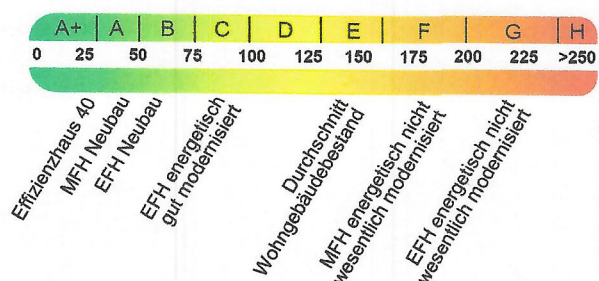 A+ A B C D E F G H
0 25 50 75 100 125 150 175 200 225 >250
Effizienzhaus 40
MFH Neubau
EFH Neubau
EFH energetisch
gut modernisiert
Durchschnitt
Wohngebäudebestand
MFH energetisch nicht
wesentlich modernisiert
EFH energetisch nicht
wesentlich modernisiert